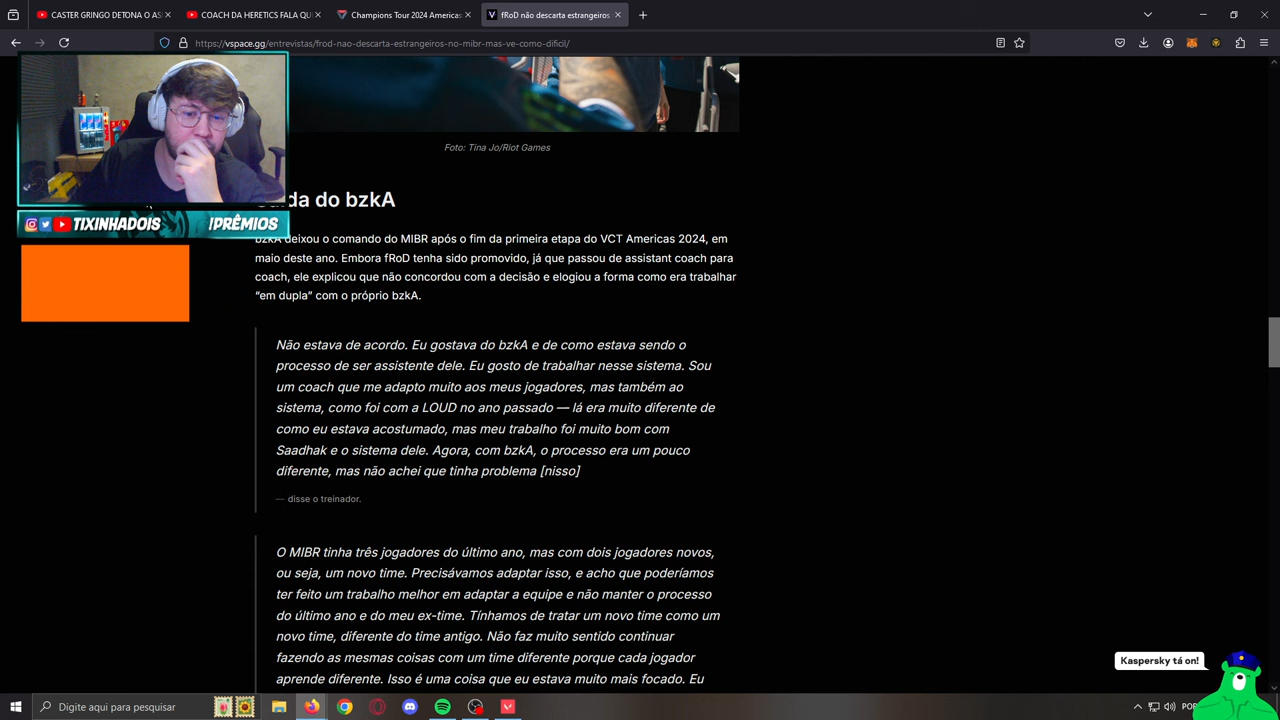 CASTER GRINGO DETONA O AS
COACH DA HERETICS FALA QU
Champions Tour 2024 Americas
fRoD não descarta estrangeiros
https://vspace.gg/entrevistas/frod-nao-descarta-estrangeiros-no-mibr-mas-ve-como-dificil/
Foto: Tina Jo/Riot Games
da do bzkA
TIXINHADOIS
!PRÊMIOS
bzkA deixou o comando do MIBR após o fim da primeira etapa do VCT Americas 2024, em
maio deste ano. Embora fRoD tenha sido promovido, já que passou de assistant coach para
coach, ele explicou que não concordou com a decisão e elogiou a forma como era trabalhar
“em dupla” com o próprio bzkA.
Não estava de acordo. Eu gostava do bzkA e de como estava sendo o
processo de ser assistente dele. Eu gosto de trabalhar nesse sistema. Sou
um coach que me adapto muito aos meus jogadores, mas também ao
sistema, como foi com a LOUD no ano passado — lá era muito diferente de
como eu estava acostumado, mas meu trabalho foi muito bom com
Saadhak e o sistema dele. Agora, com bzkA, o processo era um pouco
diferente, mas não achei que tinha problema [nisso]
— disse o treinador.
O MIBR tinha três jogadores do último ano, mas com dois jogadores novos,
ou seja, um novo time. Precisávamos adaptar isso, e acho que poderíamos
ter feito um trabalho melhor em adaptar a equipe e não manter o processo
do último ano e do meu ex-time. Tínhamos de tratar um novo time como um
novo time, diferente do time antigo. Não faz muito sentido continuar
fazendo as mesmas coisas com um time diferente porque cada jogador
aprende diferente. Isso é uma coisa que eu estava muito mais focado. Eu
Kaspersky tá on!
Digite aqui para pesquisar
POR